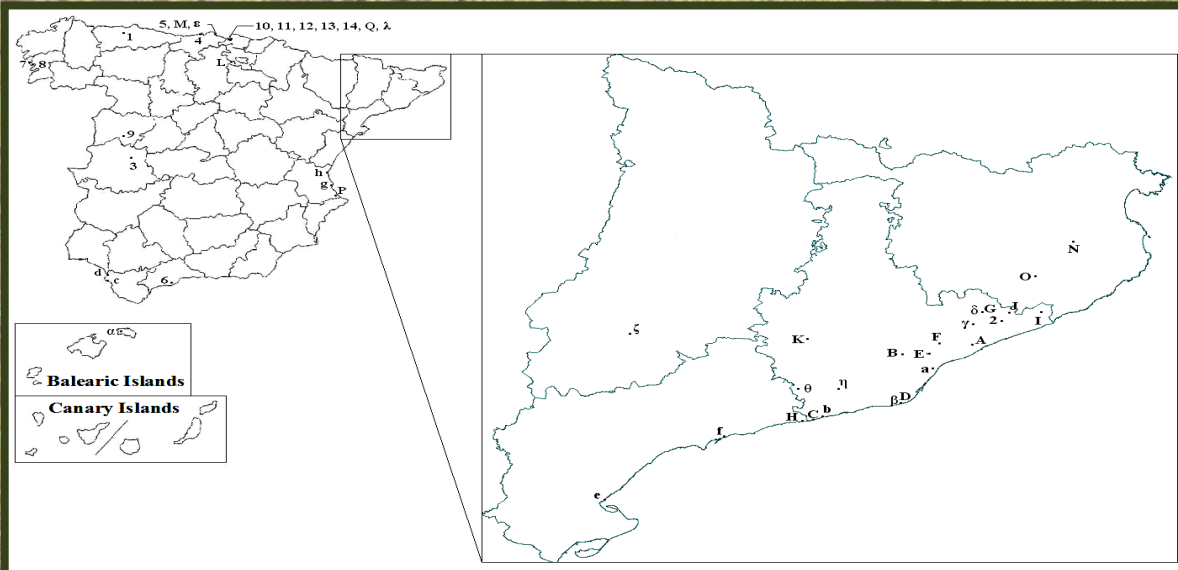 5, M, ε
10, 11, 12, 13, 14, Q, λ
1
4
7
8
L
9
3
h
g
P
d
c
6
α
Balearic Islands
Canary Islands
N
O
δ
G
J
γ
2
I
ζ
K
F
A
B
E
a
θ
η
β
D
H
C
b
f
e